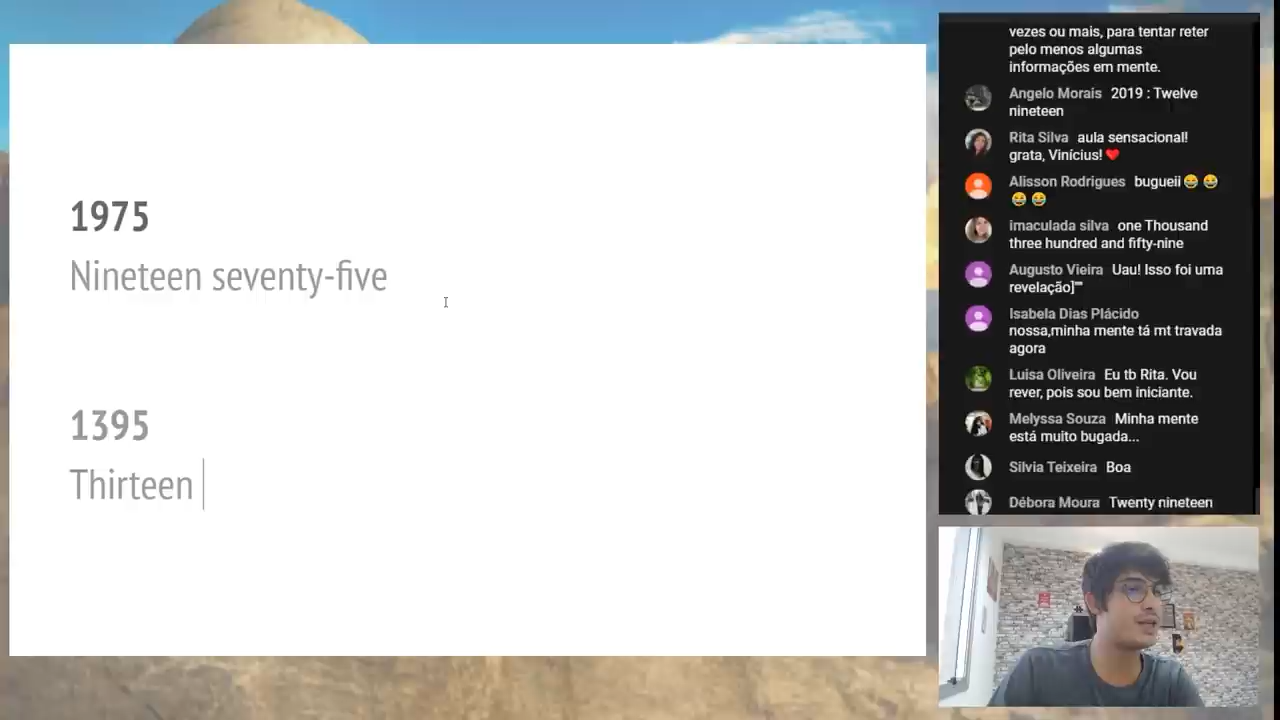 1975
Nineteen seventy-five
1395
Thirteen
vezes ou mais, para tentar reter
pelo menos algumas
informações em mente.
Angelo Morais 2019 : Twelve
nineteen
Rita Silva aula sensacional!
grata, Vinícius! ❤️
Alisson Rodrigues bugueii 😂 😂
😂 😂
imaculada silva one Thousand
three hundred and fifty-nine
Augusto Vieira Uau! Isso foi uma
revelação]""
Isabela Dias Plácido
nossa,minha mente tá mt travada
agora
Luisa Oliveira Eu tb Rita. Vou
rever, pois sou bem iniciante.
Melyssa Souza Minha mente
está muito bugada...
Silvia Teixeira Boa
Débora Moura Twenty nineteen